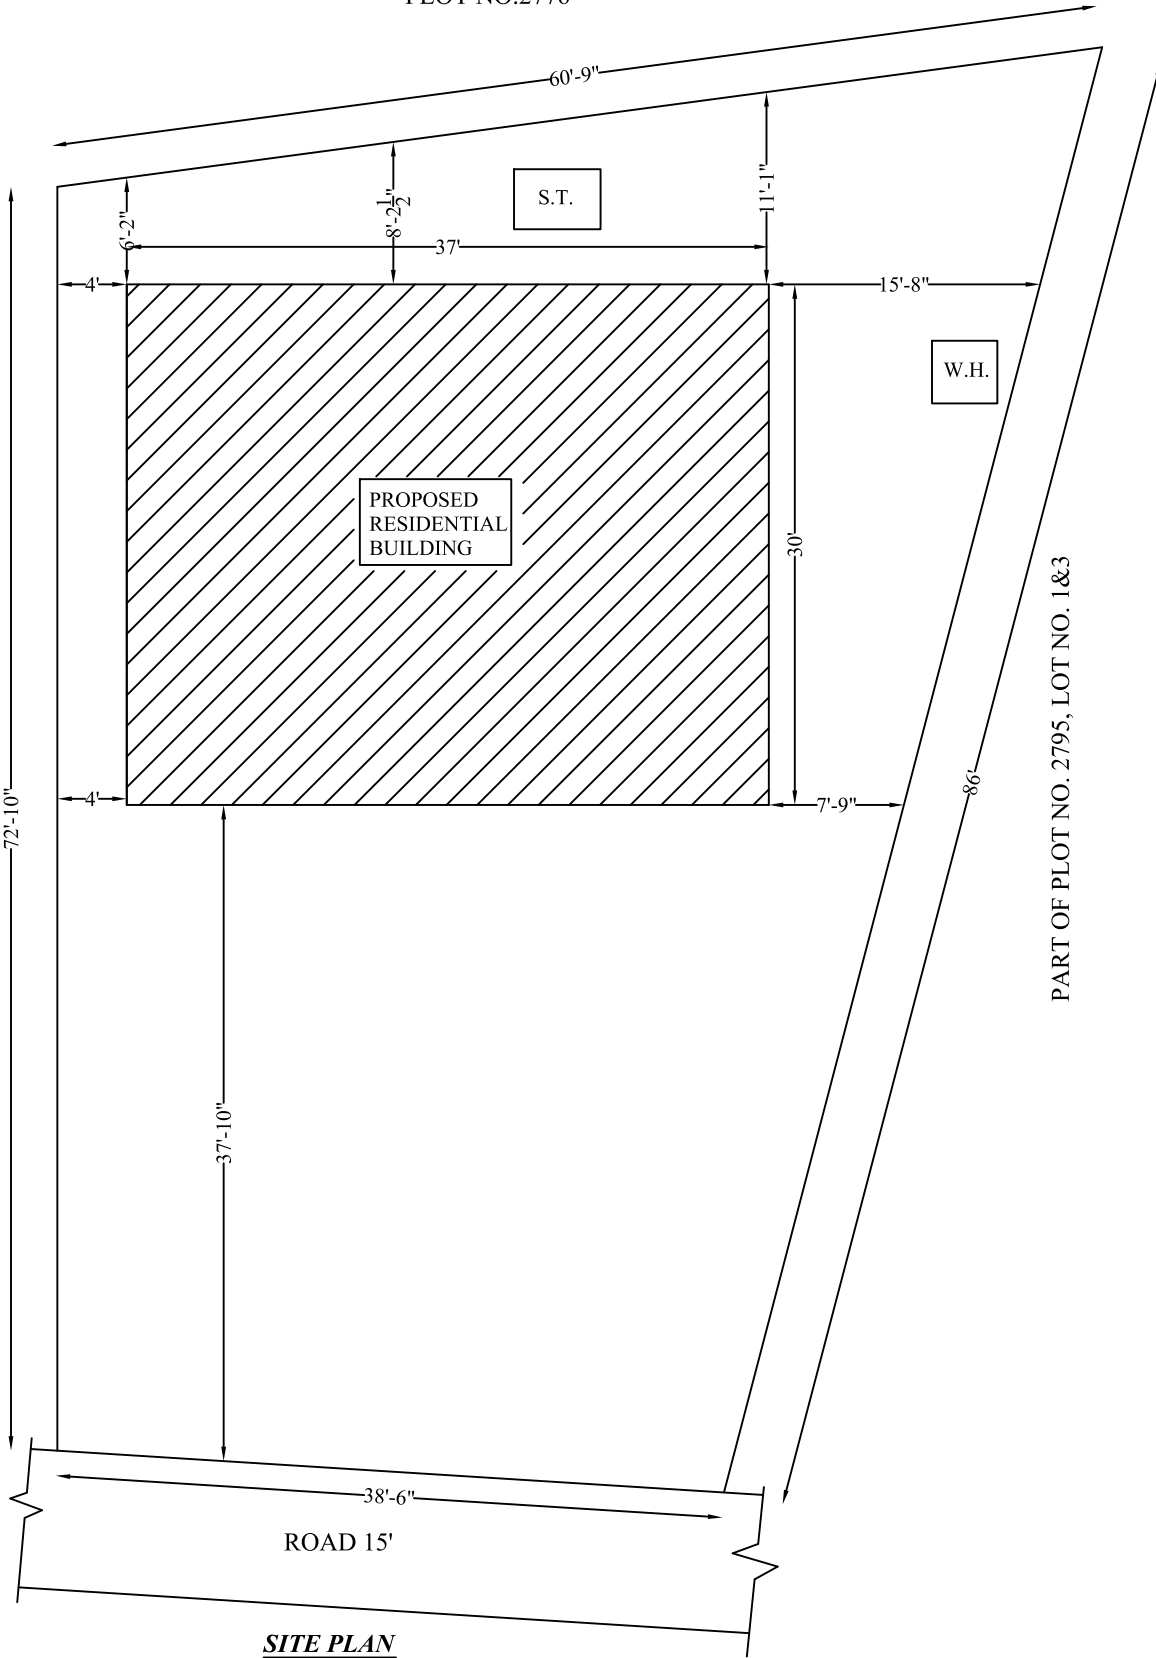 60'-9"
S.T.
6'-2"
8'-2 1/2"
11'-1"
37'
4'
15'-8"
W.H.
PROPOSED
RESIDENTIAL
BUILDING
30'
PART OF PLOT NO. 2795, LOT NO. 1&3
86'
72'-10"
4'
7'-9"
37'-10"
38'-6"
ROAD 15'
SITE PLAN